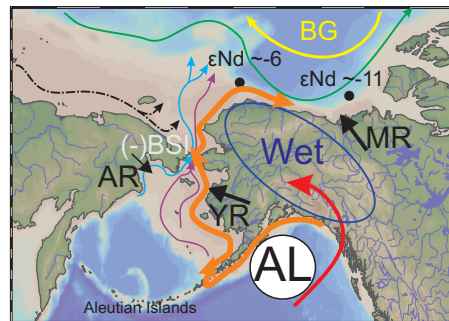 BG
εNd ~-6
εNd ~-11
(-)BSI
Wet
MR
AR
YR
AL
Aleutian Islands